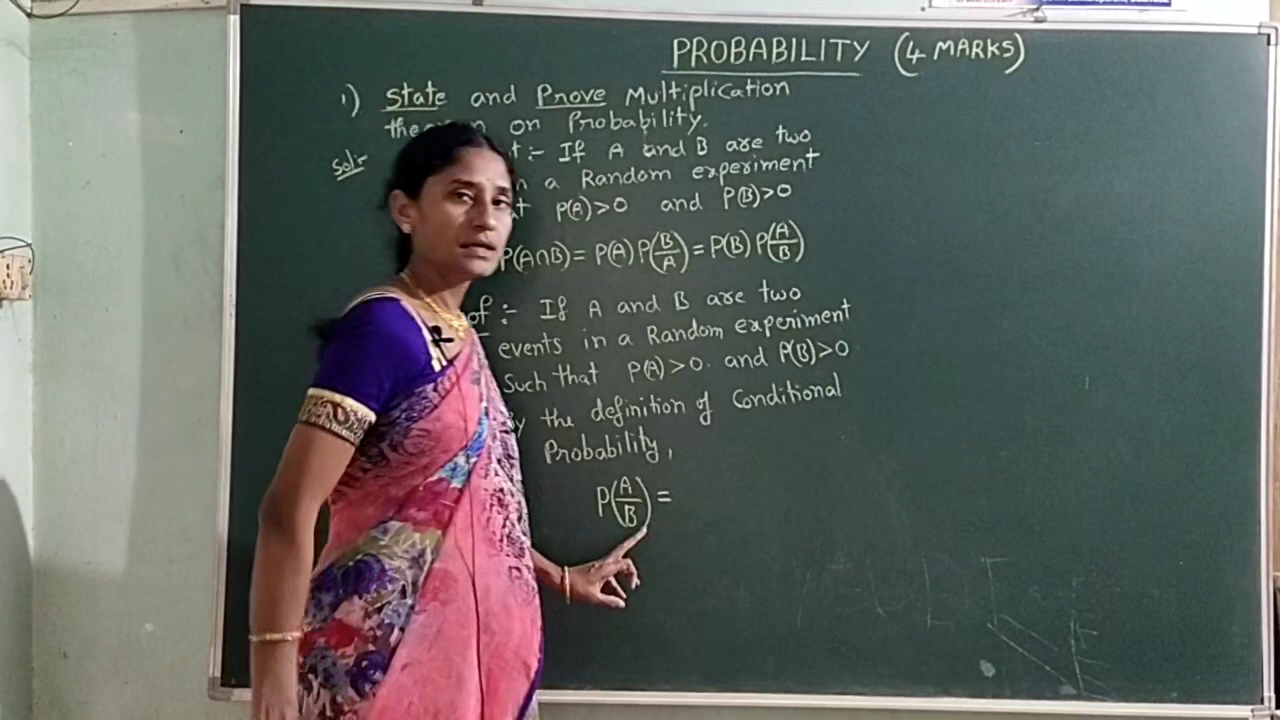 PROBABILITY (4 MARKS)
1) State and Prove Multiplication
on Probability.
Sol:-
:- If A and B are two
a Random experiment
P(A)>0 and P(B)>0
P(A∩B) = P(A) P(B/A) = P(B) P(A/B)
:- If A and B are two
events in a Random experiment
Such that P(A)>0. and P(B)>0
the definition of Conditional
Probability,
P(A/B) =